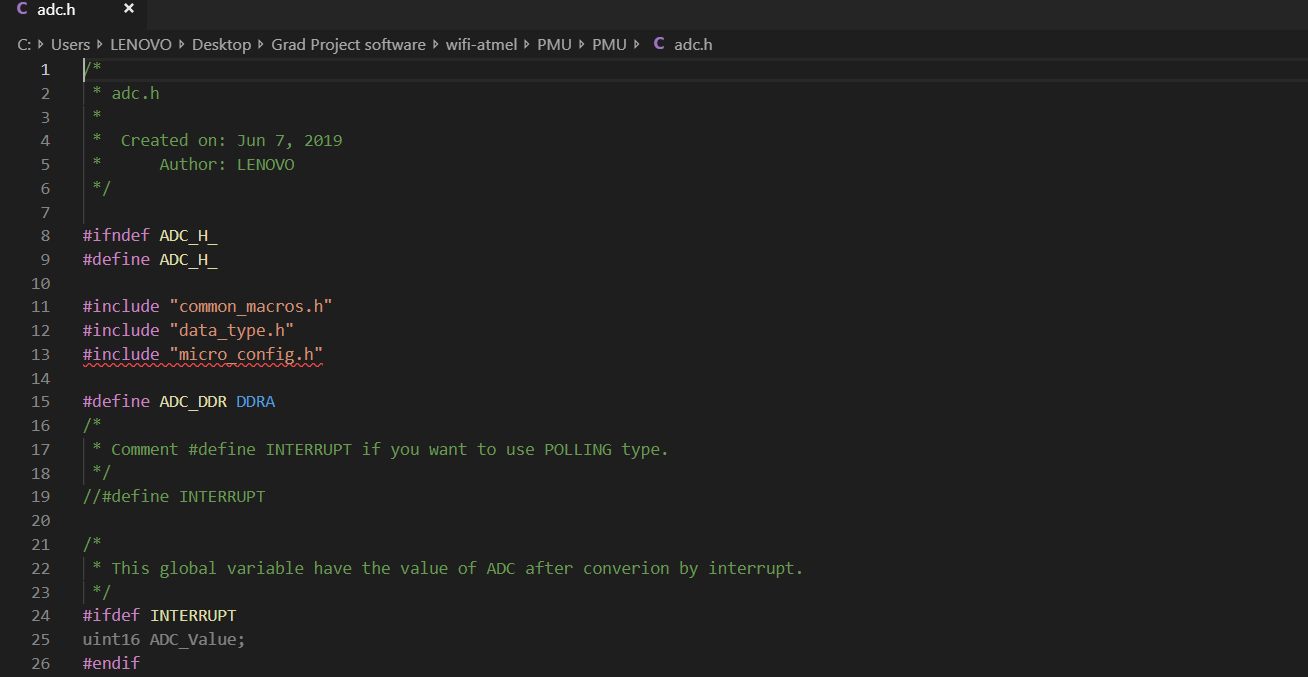 C adc.h ×
C: › Users › LENOVO › Desktop › Grad Project software › wifi-atmel › PMU › PMU › C adc.h
1 /*
2 * adc.h
3 *
4 * Created on: Jun 7, 2019
5 * Author: LENOVO
6 */
7
8 #ifndef ADC_H_
9 #define ADC_H_
10
11 #include "common_macros.h"
12 #include "data_type.h"
13 #include "micro_config.h"
14
15 #define ADC_DDR DDRA
16 /*
17 * Comment #define INTERRUPT if you want to use POLLING type.
18 */
19 //#define INTERRUPT
20
21 /*
22 * This global variable have the value of ADC after converion by interrupt.
23 */
24 #ifdef INTERRUPT
25 uint16 ADC_Value;
26 #endif